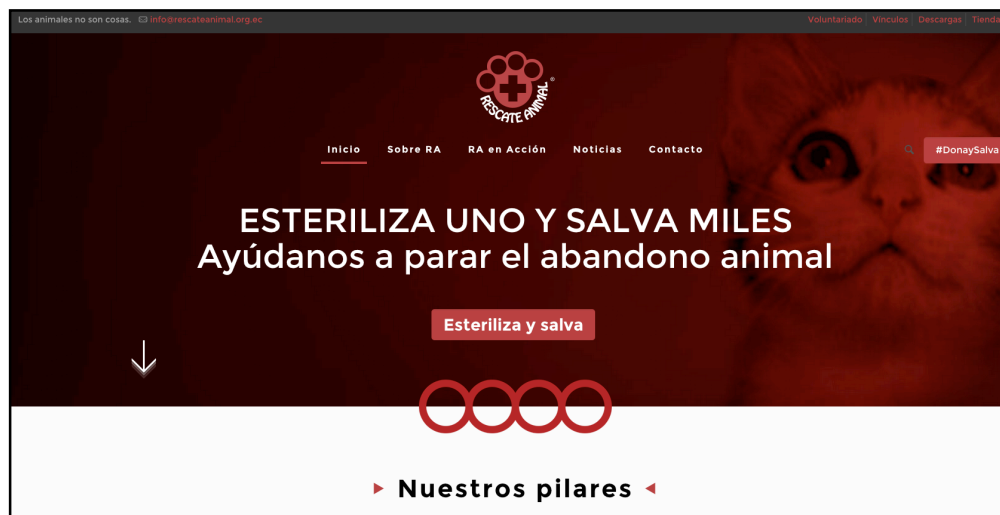 Los animales no son cosas. info@rescateanimal.org.ec Voluntariado Vínculos Descargas Tienda
RESCATE ANIMAL ®
Inicio Sobre RA RA en Acción Noticias Contacto #DonaySalva
ESTERILIZA UNO Y SALVA MILES
Ayúdanos a parar el abandono animal
Esteriliza y salva
Nuestros pilares